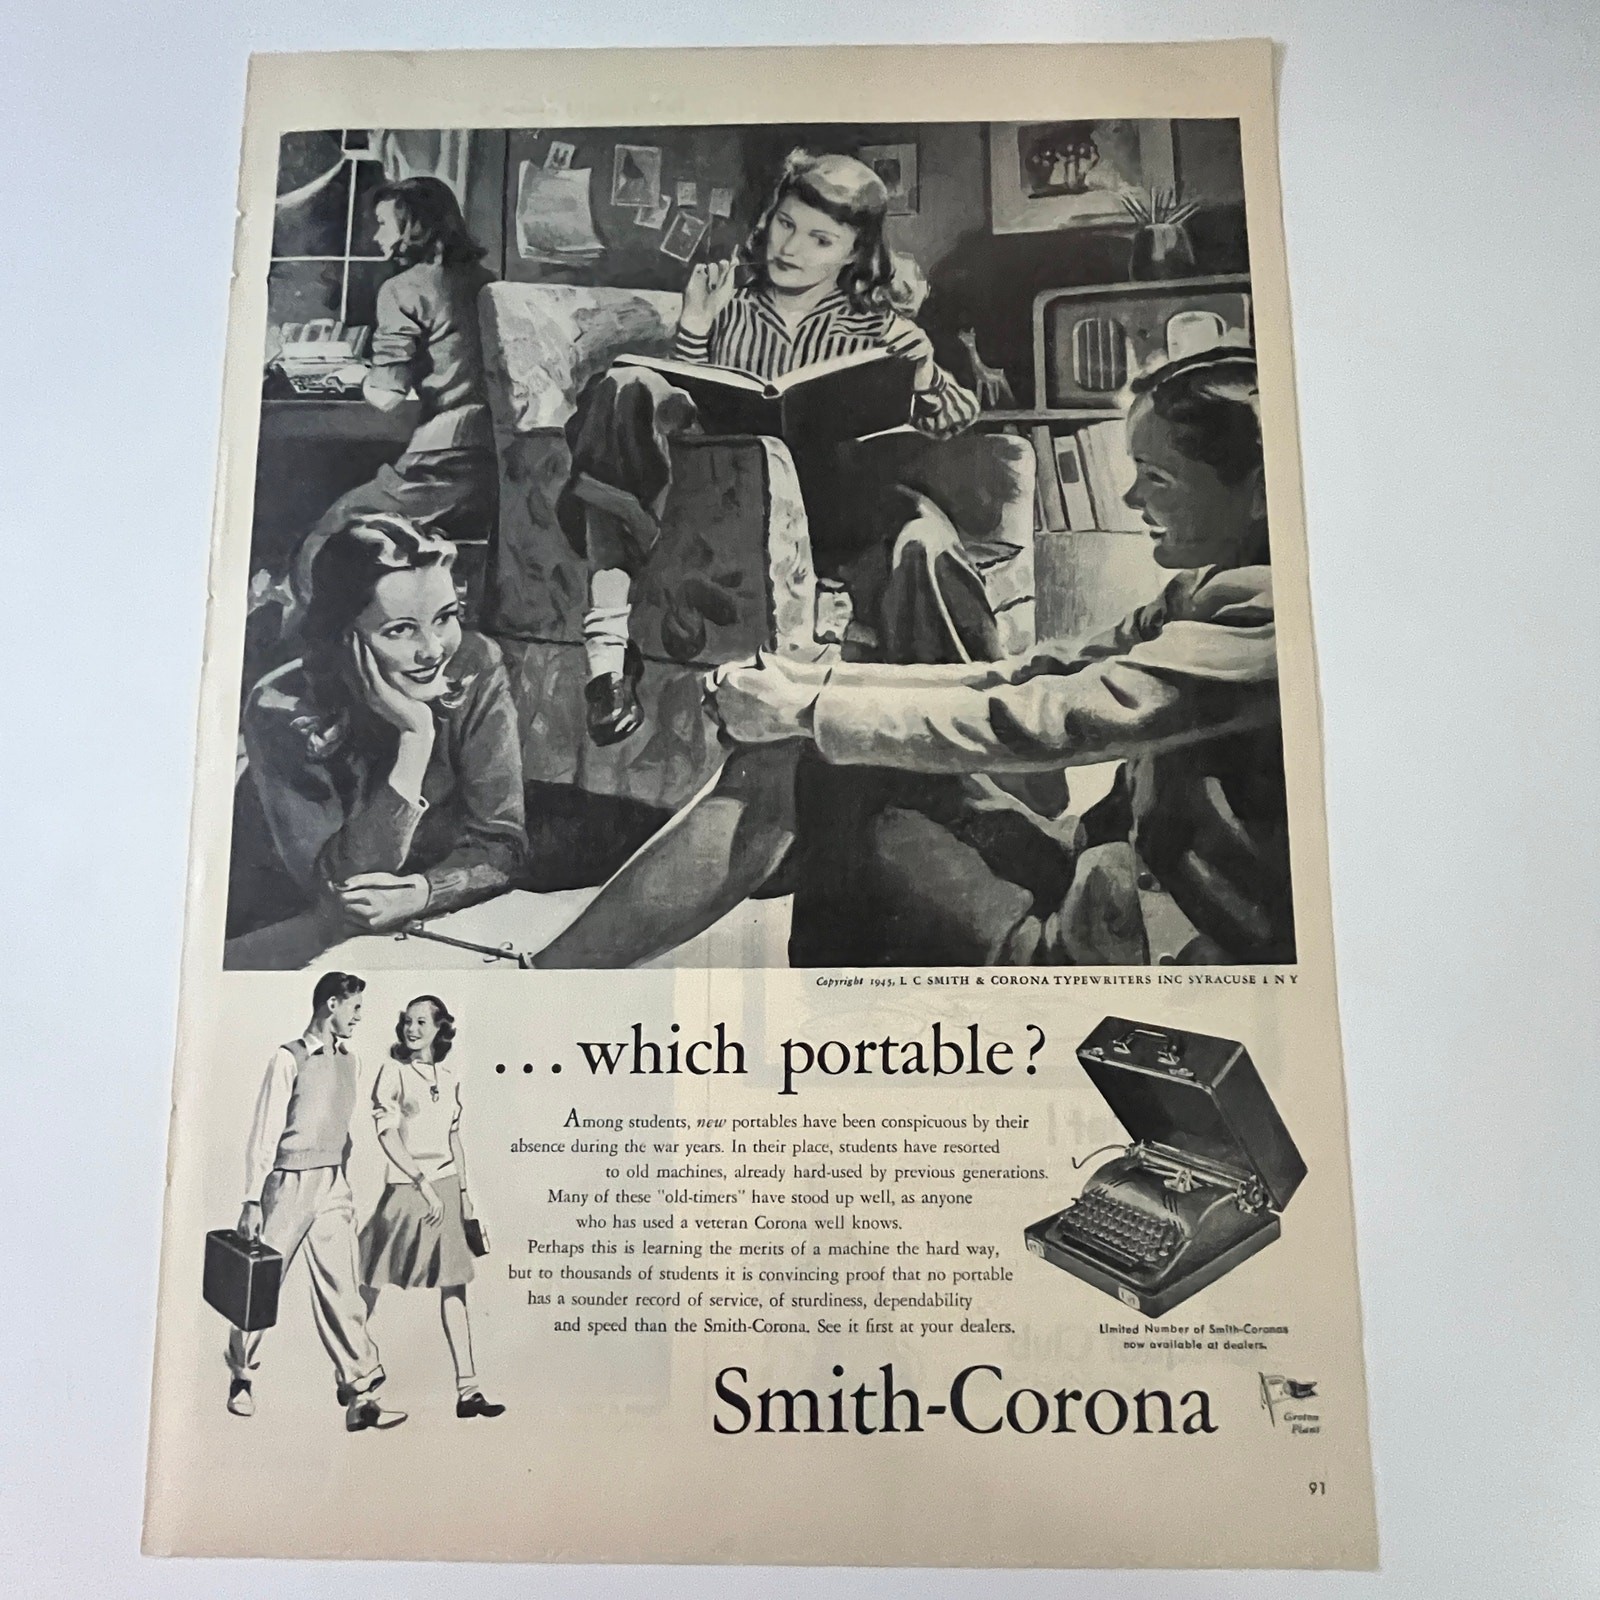 Copyright 1945, L C SMITH & CORONA TYPEWRITERS INC SYRACUSE 1 N Y
...which portable?
Among students, new portables have been conspicuous by their
absence during the war years. In their place, students have resorted
to old machines, already hard-used by previous generations.
Many of these "old-timers" have stood up well, as anyone
who has used a veteran Corona well knows.
Perhaps this is learning the merits of a machine the hard way,
but to thousands of students it is convincing proof that no portable
has a sounder record of service, of sturdiness, dependability
and speed than the Smith-Corona. See it first at your dealers.
Limited Number of Smith-Coronas
now available at dealers.
Smith-Corona
Groton
Plant
91